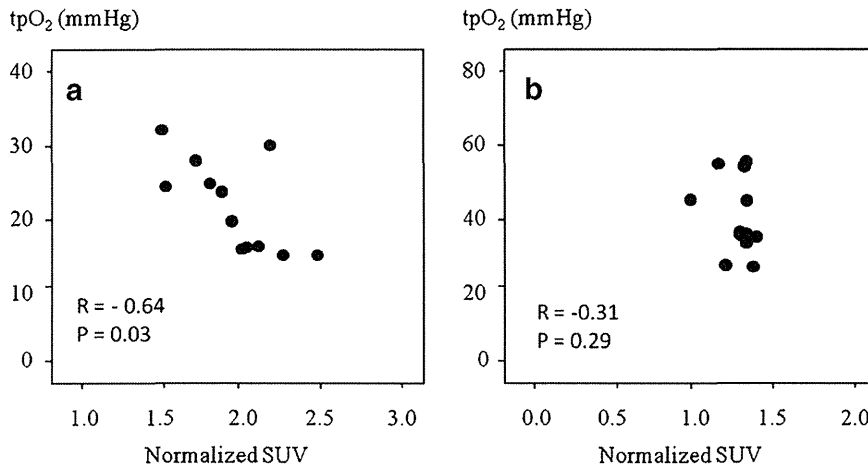 tpO₂ (mmHg)
40
30
20
10
0
a
R = - 0.64
P = 0.03
1.0 1.5 2.0 2.5 3.0
Normalized SUV
tpO₂ (mmHg)
80
60
40
20
0
b
R = -0.31
P = 0.29
0.0 0.5 1.0 1.5 2.0
Normalized SUV